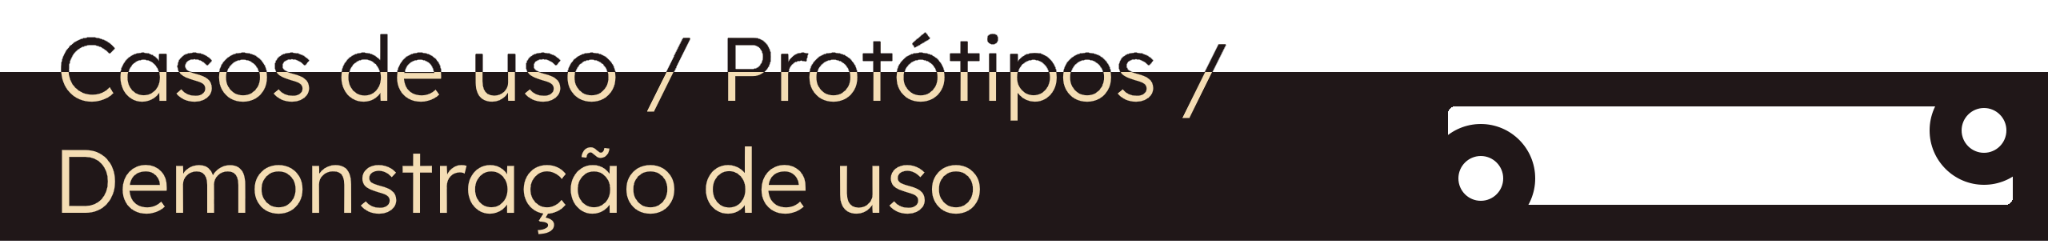 Casos de uso / Protótipos /
Demonstração de uso